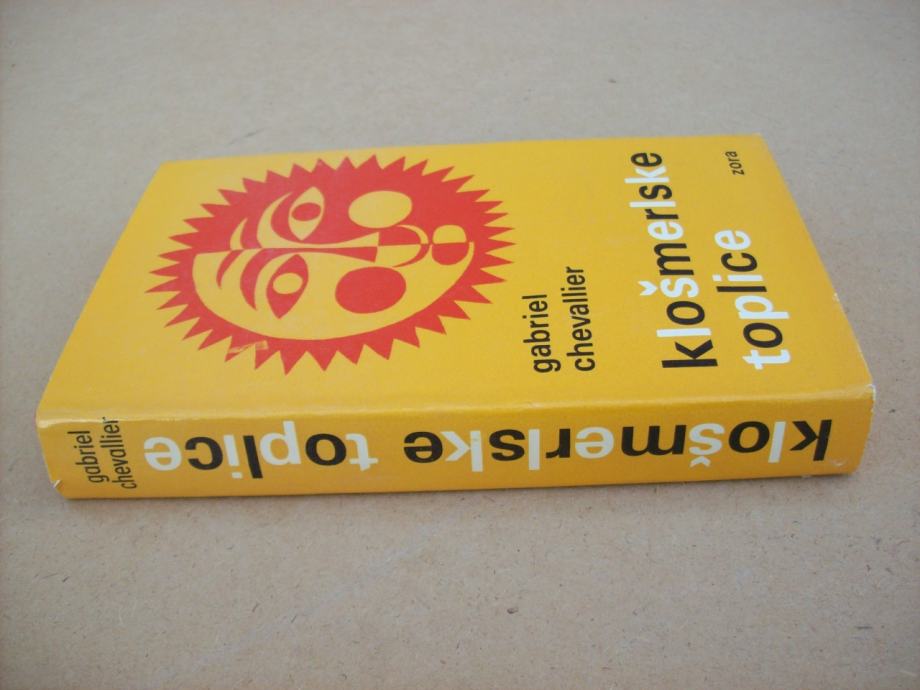 gabriel
chevallier
klošmerlske
toplice
zora
gabriel
chevallier
klošmerlske toplice